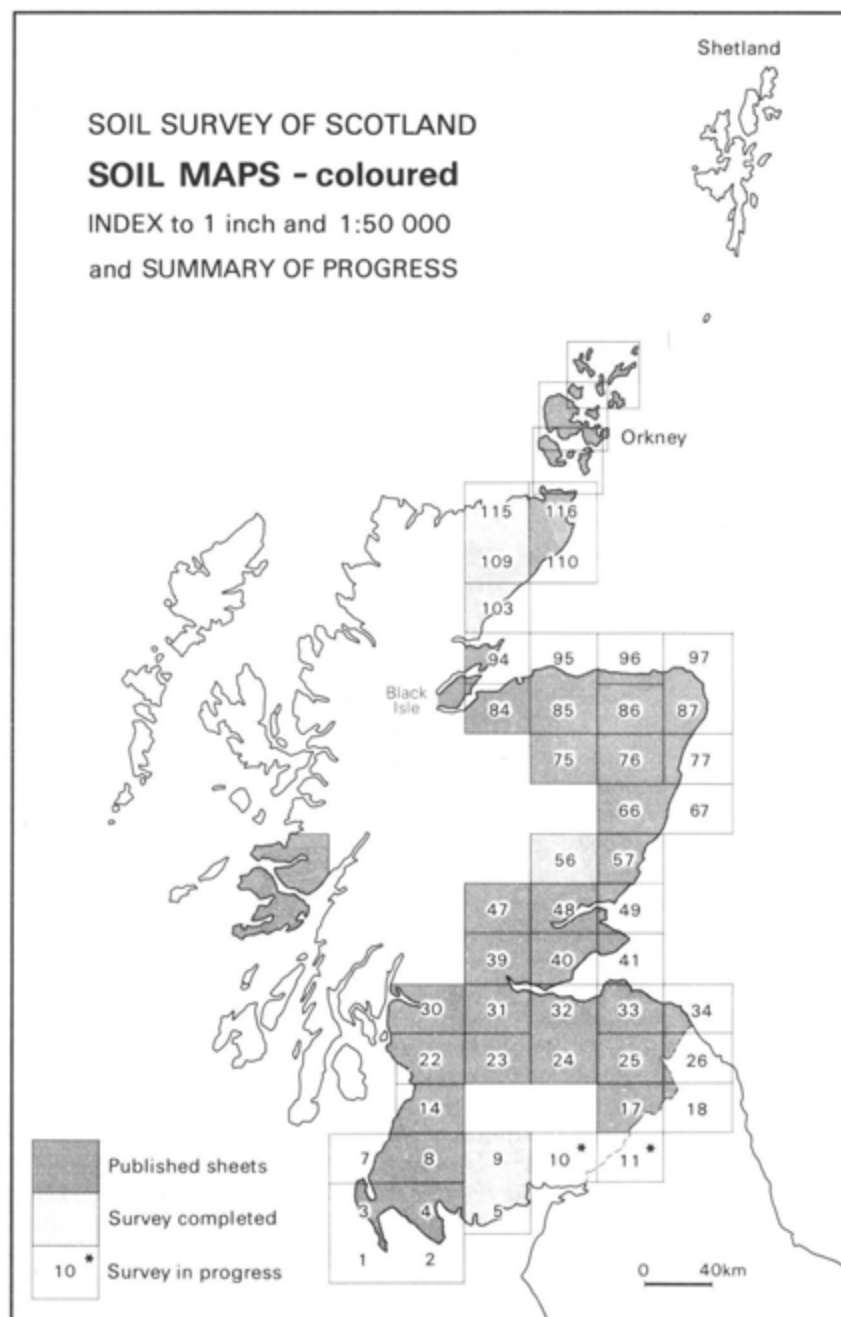 Shetland
SOIL SURVEY OF SCOTLAND
SOIL MAPS - coloured
INDEX to 1 inch and 1:50 000
and SUMMARY OF PROGRESS
Orkney
115 116
109 110
103
94 95 96 97
Black
Isle
84 85 86 87
75 76 77
66 67
56 57
47 48 49
39 40 41
30 31 32 33 34
22 23 24 25 26
14 17 18
7 8 9 10* 11*
Published sheets
3 4 5
Survey completed
1 2
10* Survey in progress
0 40km